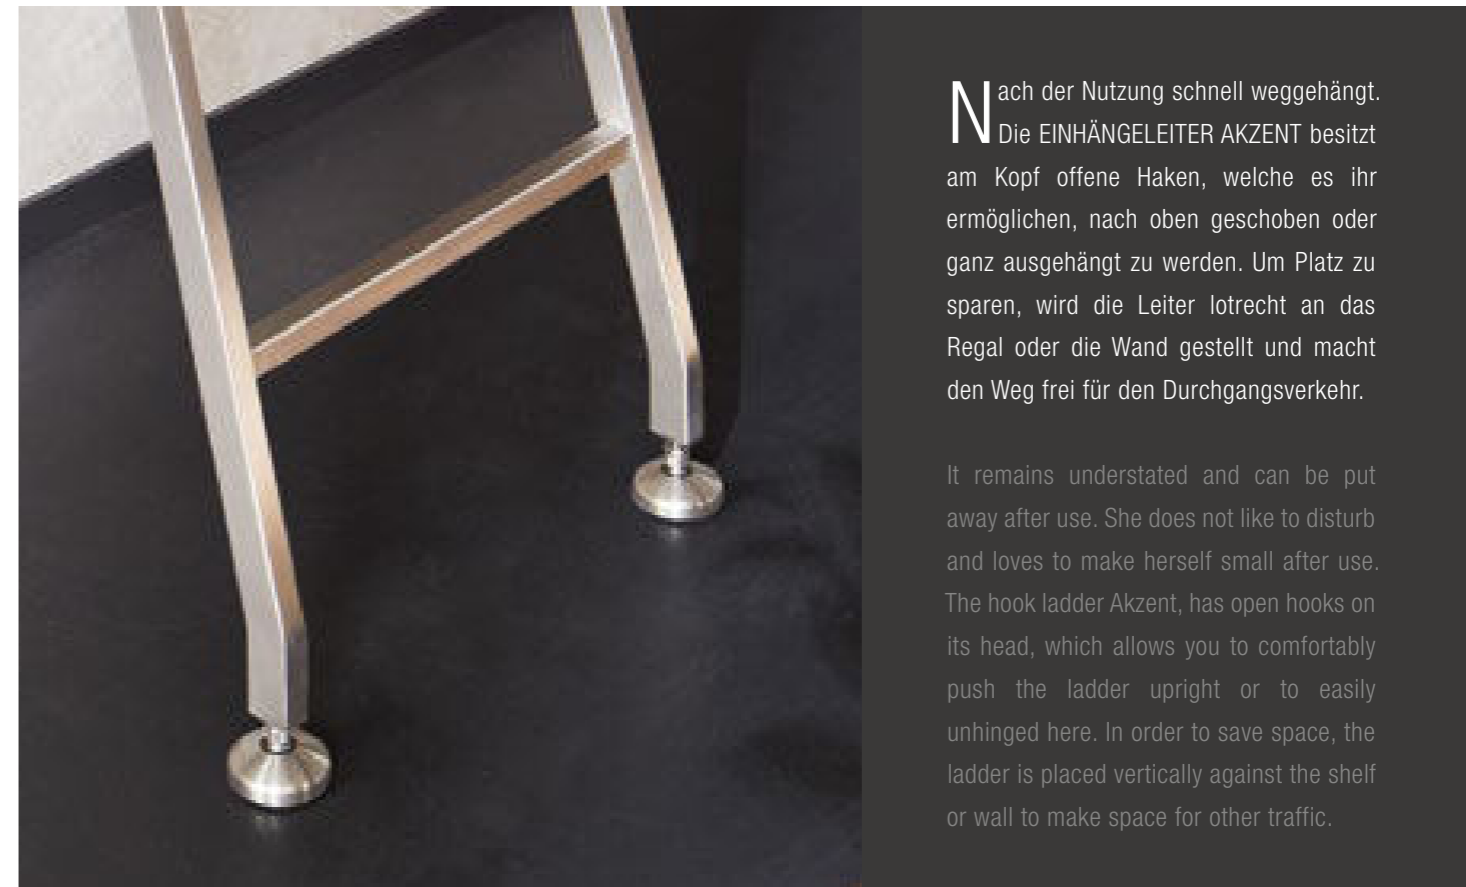 Nach der Nutzung schnell weggehängt.
Die EINHÄNGELEITER AKZENT besitzt
am Kopf offene Haken, welche es ihr
ermöglichen, nach oben geschoben oder
ganz ausgehängt zu werden. Um Platz zu
sparen, wird die Leiter lotrecht an das
Regal oder die Wand gestellt und macht
den Weg frei für den Durchgangsverkehr.
It remains understated and can be put
away after use. She does not like to disturb
and loves to make herself small after use.
The hook ladder Akzent, has open hooks on
its head, which allows you to comfortably
push the ladder upright or to easily
unhinged here. In order to save space, the
ladder is placed vertically against the shelf
or wall to make space for other traffic.